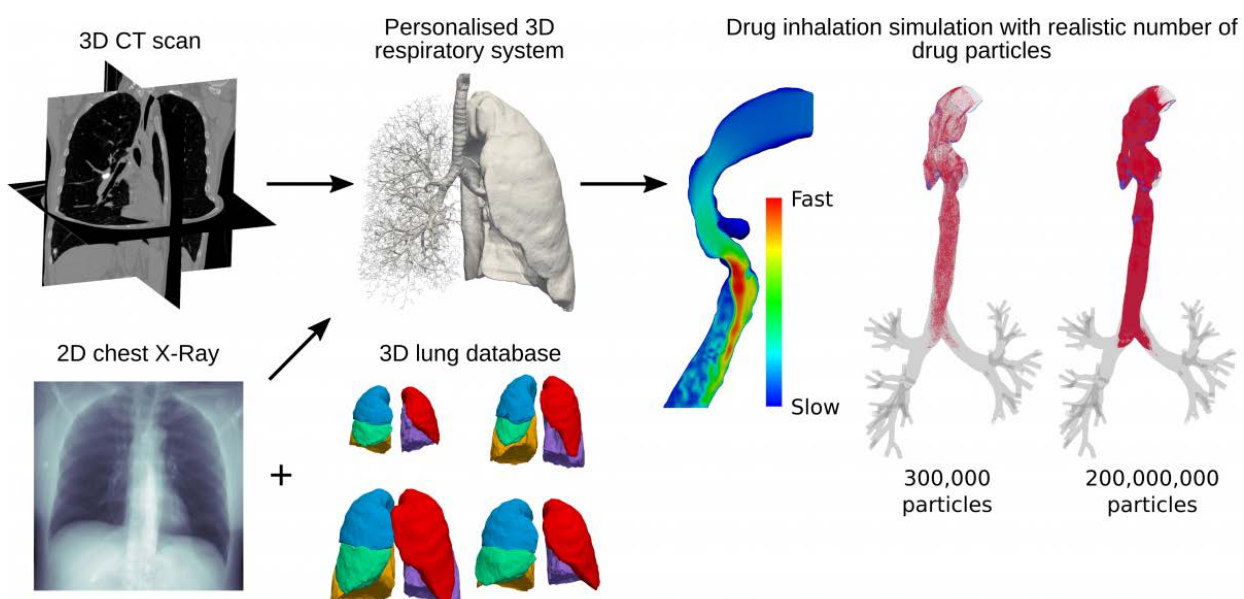 3D CT scan
Personalised 3D
respiratory system
Drug inhalation simulation with realistic number of
drug particles
Fast
Slow
2D chest X-Ray
+
3D lung database
300,000
particles
200,000,000
particles